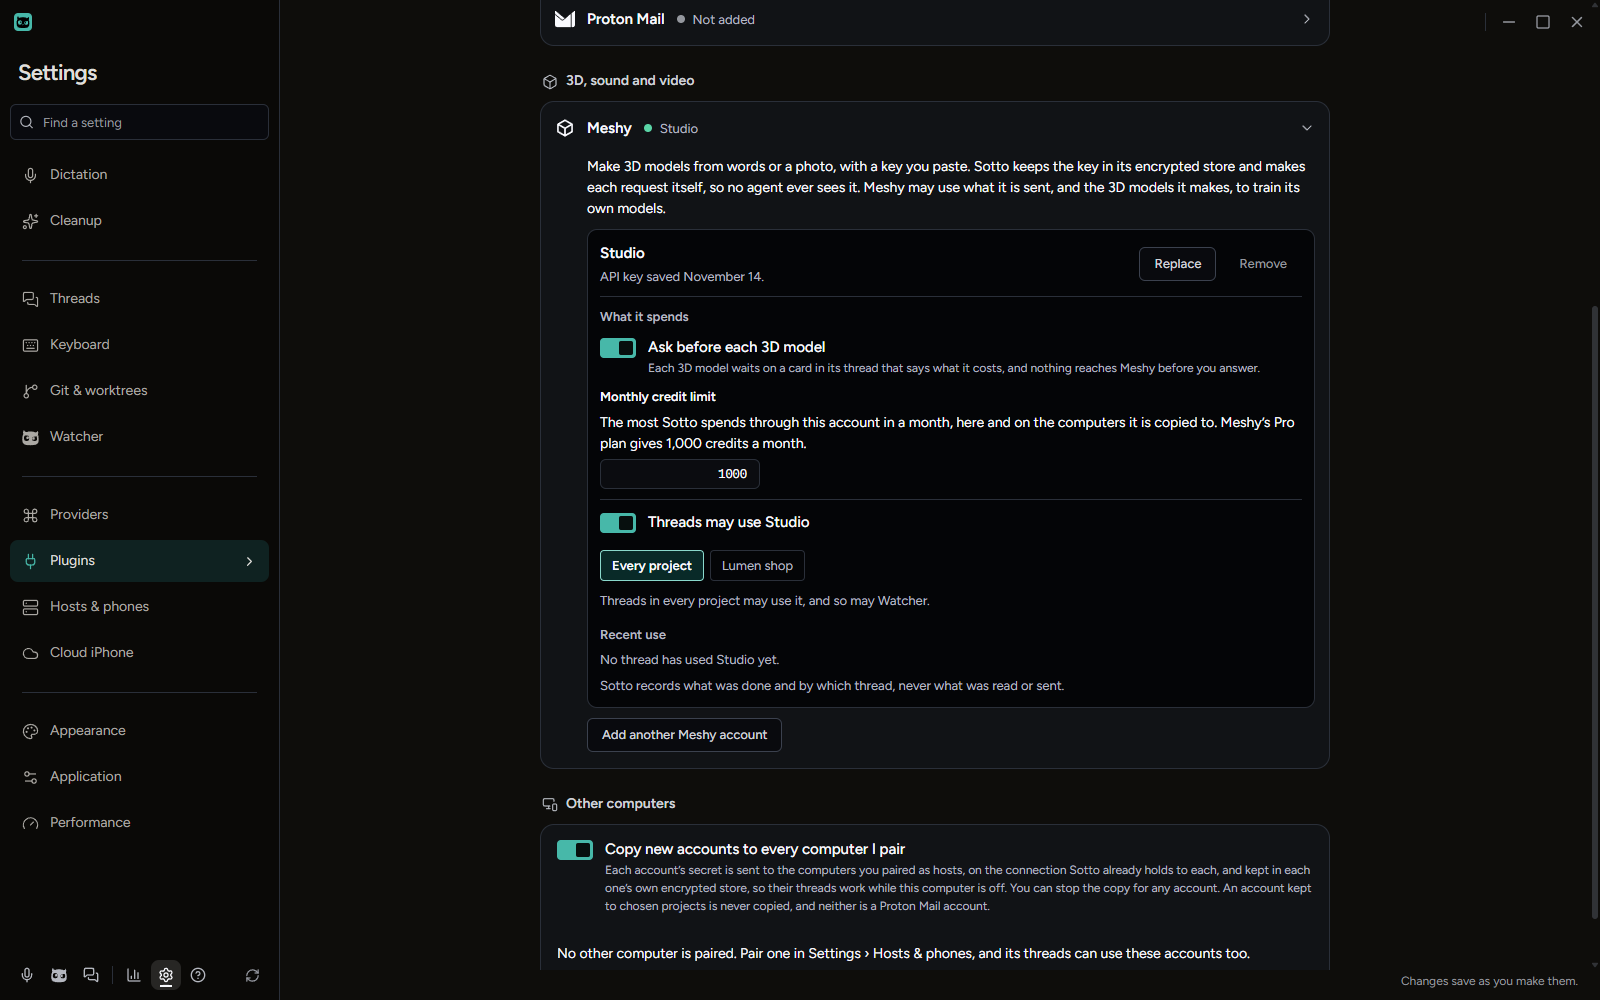 Settings
Find a setting
Dictation
Cleanup
Threads
Keyboard
Git & worktrees
Watcher
Providers
Plugins
Hosts & phones
Cloud iPhone
Appearance
Application
Performance
Proton Mail
Not added
3D, sound and video
Meshy
Studio
Make 3D models from words or a photo, with a key you paste. Sotto keeps the key in its encrypted store and makes
each request itself, so no agent ever sees it. Meshy may use what it is sent, and the 3D models it makes, to train its
own models.
Studio
API key saved November 14.
Replace
Remove
What it spends
Ask before each 3D model
Each 3D model waits on a card in its thread that says what it costs, and nothing reaches Meshy before you answer.
Monthly credit limit
The most Sotto spends through this account in a month, here and on the computers it is copied to. Meshy's Pro
plan gives 1,000 credits a month.
1000
Threads may use Studio
Every project
Lumen shop
Threads in every project may use it, and so may Watcher.
Recent use
No thread has used Studio yet.
Sotto records what was done and by which thread, never what was read or sent.
Add another Meshy account
Other computers
Copy new accounts to every computer I pair
Each account's secret is sent to the computers you paired as hosts, on the connection Sotto already holds to each, and kept in each
one's own encrypted store, so their threads work while this computer is off. You can stop the copy for any account. An account kept
to chosen projects is never copied, and neither is a Proton Mail account.
No other computer is paired. Pair one in Settings › Hosts & phones, and its threads can use these accounts too.
Changes save as you make them.